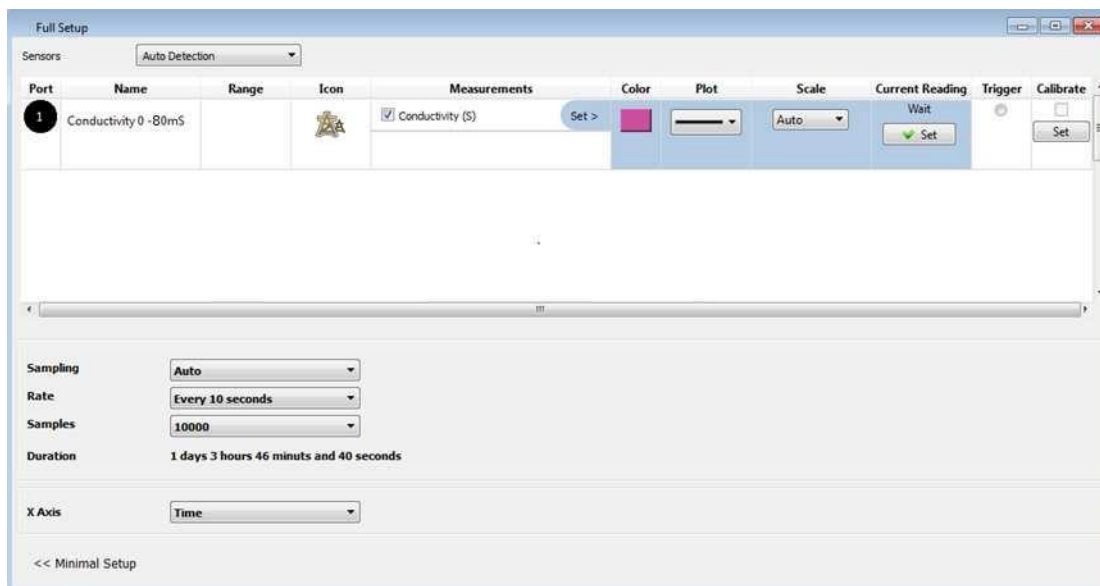 Full Setup
Sensors Auto Detection
Port Name Range Icon Measurements Color Plot Scale Current Reading Trigger Calibrate
1 Conductivity 0 -80mS Conductivity (S) Set > Auto Wait
Set Set
Sampling Auto
Rate Every 10 seconds
Samples 10000
Duration 1 days 3 hours 46 minuts and 40 seconds
X Axis Time
<< Minimal Setup